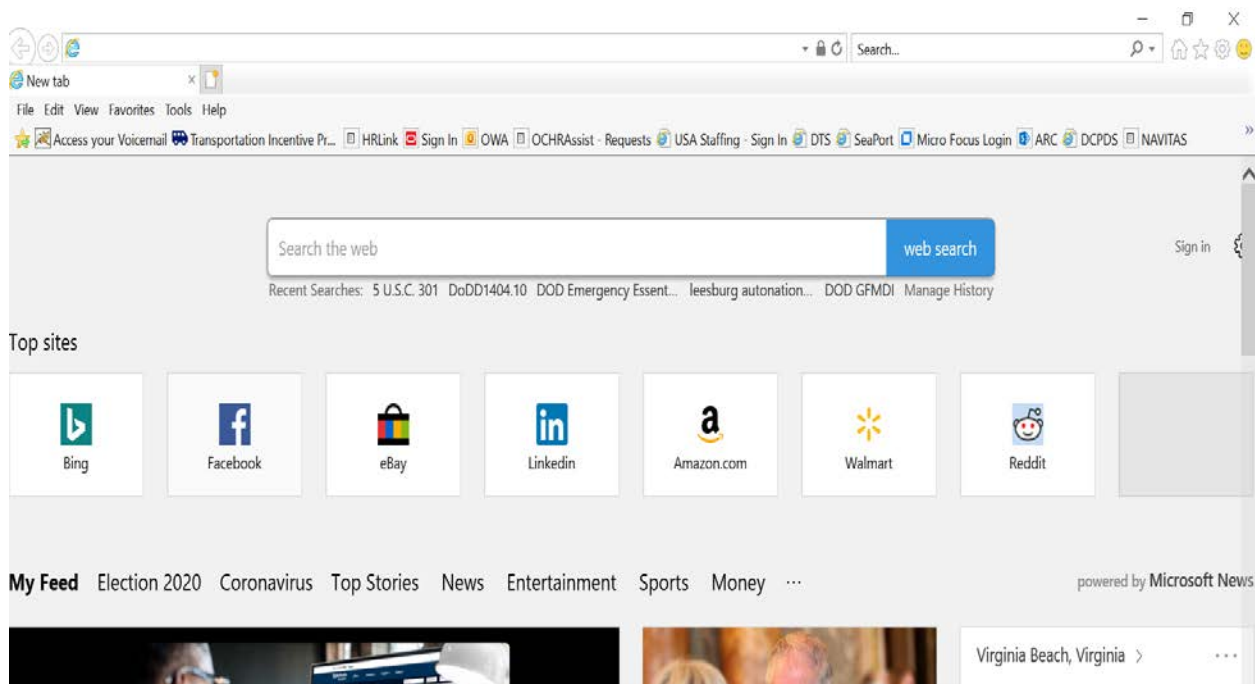 Search...
New tab
File Edit View Favorites Tools Help
Access your Voicemail Transportation Incentive Pr... HRLink Sign In OWA OCHRAssist - Requests USA Staffing - Sign In DTS SeaPort Micro Focus Login ARC DCPDS NAVITAS
Search the web web search Sign in
Recent Searches: 5 U.S.C. 301 DoDD1404.10 DOD Emergency Essent... leesburg autonation... DOD GFMDI Manage History
Top sites
Bing Facebook eBay Linkedin Amazon.com Walmart Reddit
My Feed Election 2020 Coronavirus Top Stories News Entertainment Sports Money ... powered by Microsoft News
Virginia Beach, Virginia > ...